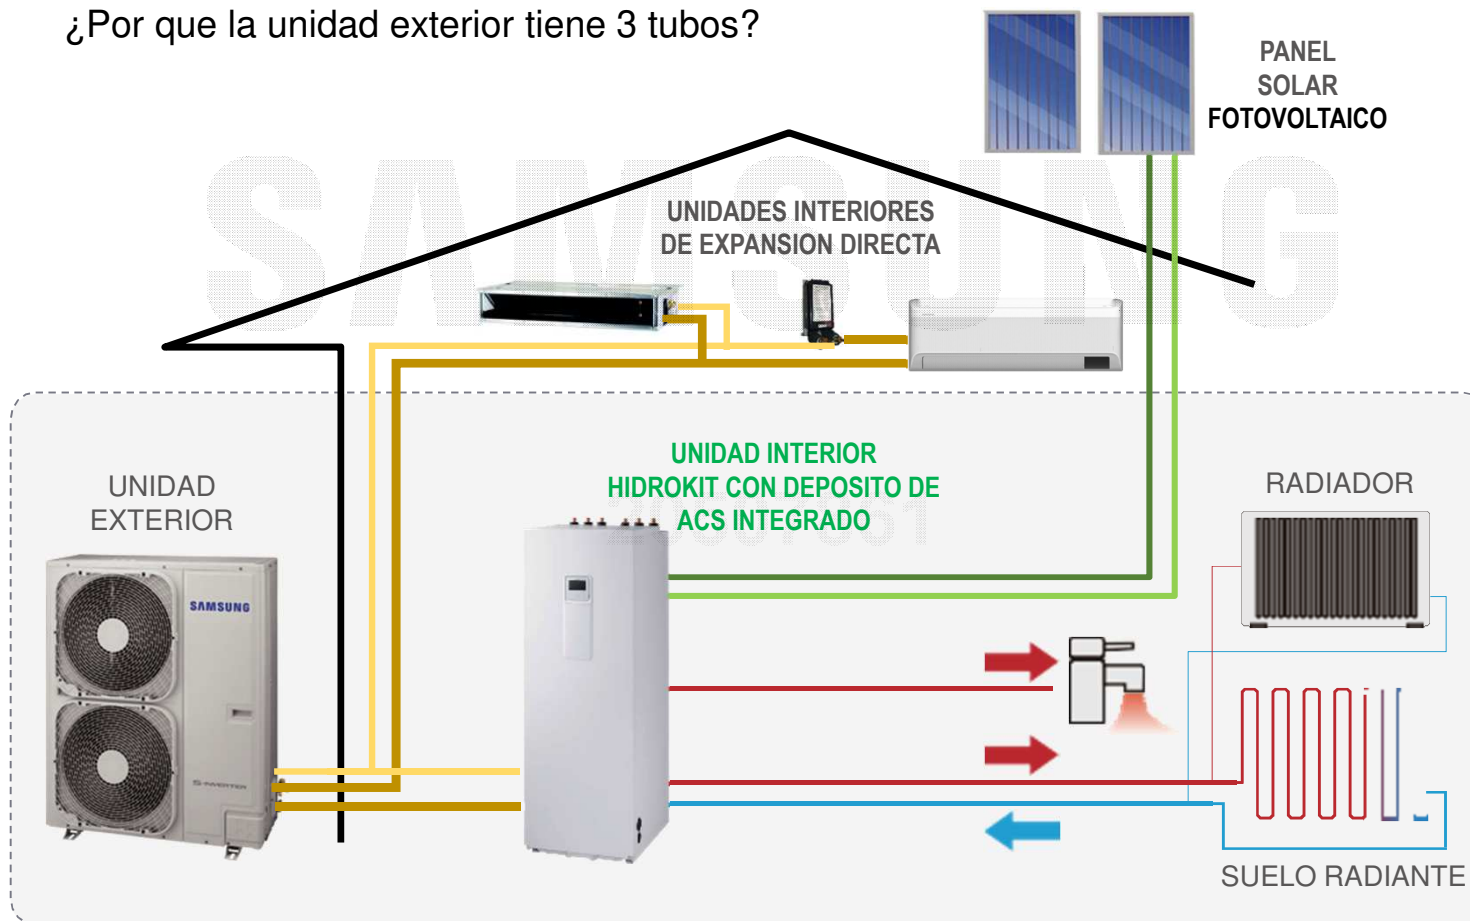 ¿Por que la unidad exterior tiene 3 tubos?
PANEL
SOLAR
FOTOVOLTAICO
SAMSUNG
UNIDADES INTERIORES
DE EXPANSION DIRECTA
UNIDAD INTERIOR
HIDROKIT CON DEPOSITO DE
ACS INTEGRADO
UNIDAD
EXTERIOR
RADIADOR
SAMSUNG
S-INVERTER
SUELO RADIANTE